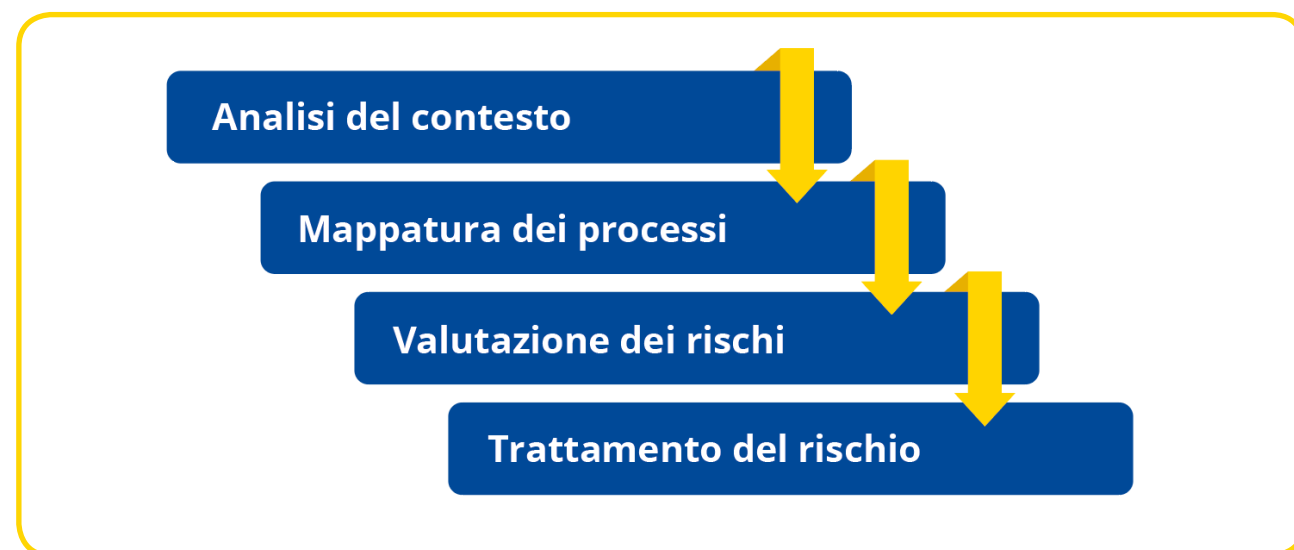 Analisi del contesto
Mappatura dei processi
Valutazione dei rischi
Trattamento del rischio